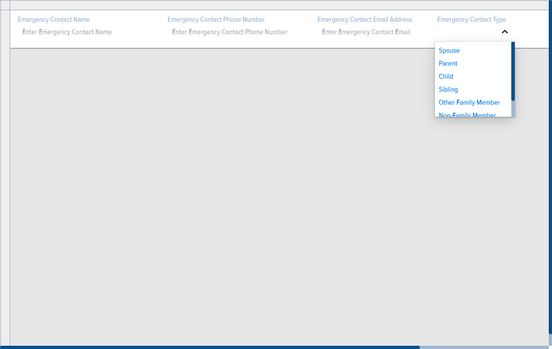 Emergency Contact Name Emergency Contact Phone Number Emergency Contact Email Address Emergency Contact Type
Enter Emergency Contact Name Enter Emergency Contact Phone Number Enter Emergency Contact Email
Spouse
Parent
Child
Sibling
Other Family Member
Non-Family Member